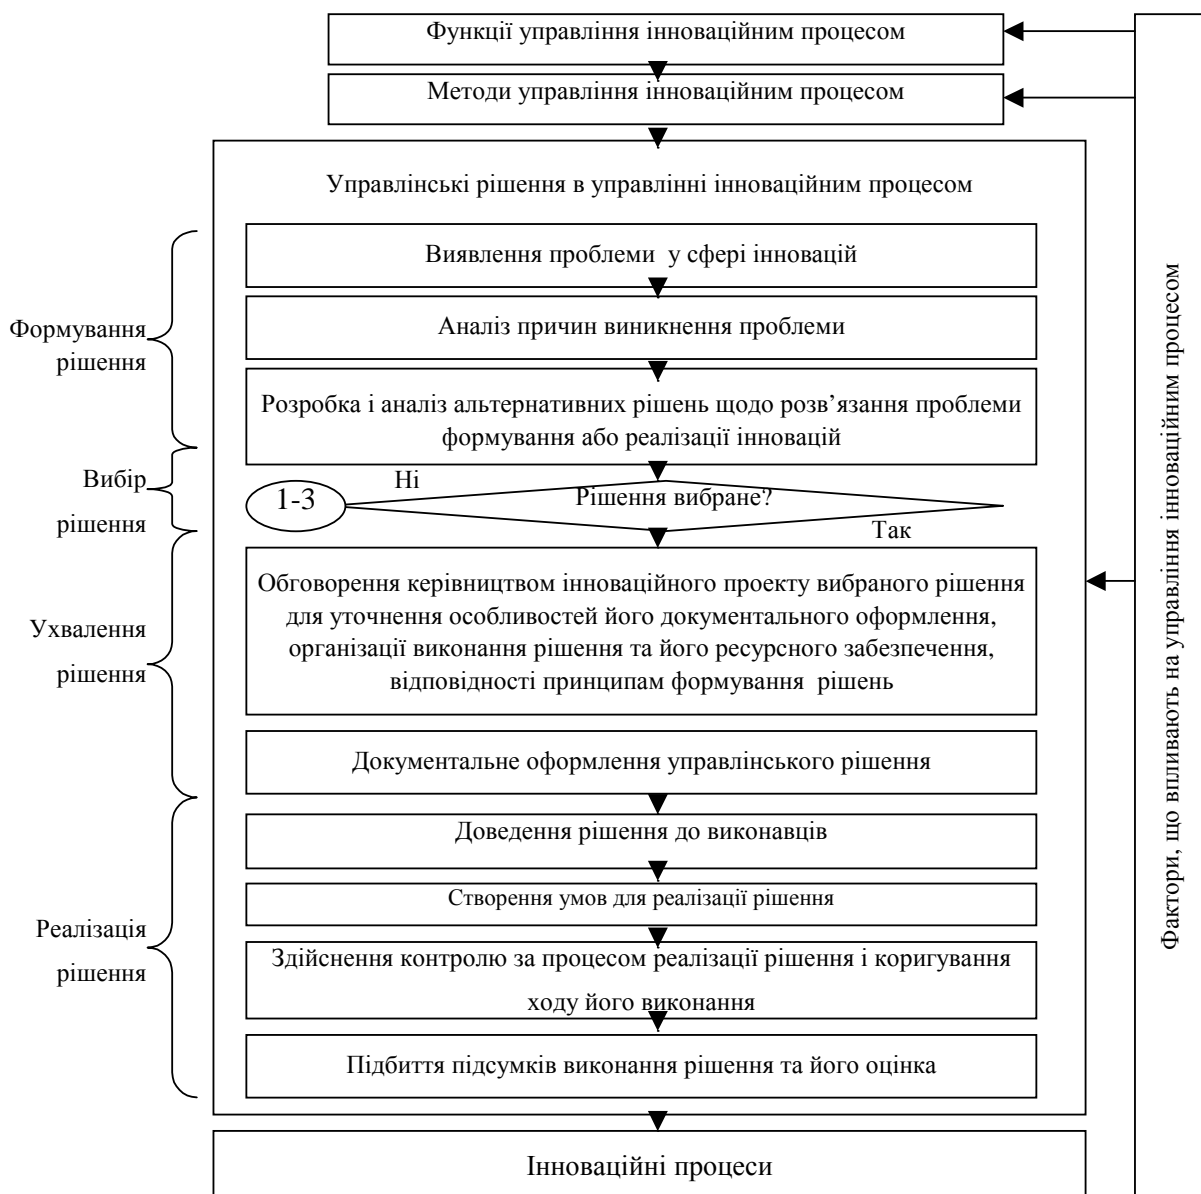 Функції управління інноваційним процесом
Методи управління інноваційним процесом
Управлінські рішення в управлінні інноваційним процесом
Виявлення проблеми у сфері інновацій
Аналіз причин виникнення проблеми
Формування
рішення
Розробка і аналіз альтернативних рішень щодо розв’язання проблеми
формування або реалізації інновацій
Вибір
рішення
Ні
1-3
Рішення вибране?
Так
Обговорення керівництвом інноваційного проекту вибраного рішення
для уточнення особливостей його документального оформлення,
організації виконання рішення та його ресурсного забезпечення,
відповідності принципам формування рішень
Ухвалення
рішення
Документальне оформлення управлінського рішення
Доведення рішення до виконавців
Створення умов для реалізації рішення
Реалізація
рішення
Здійснення контролю за процесом реалізації рішення і коригування
ходу його виконання
Підбиття підсумків виконання рішення та його оцінка
Інноваційні процеси
Фактори, що впливають на управління інноваційним процесом